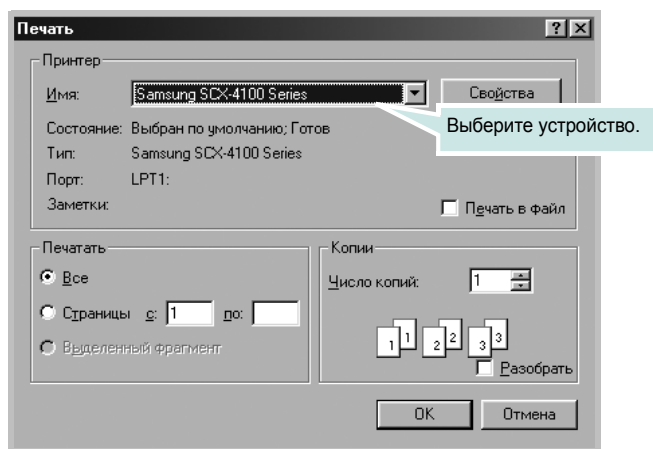 Печать
Принтер
Имя: Samsung SCX-4100 Series Свойства
Выберите устройство.
Состояние: Выбран по умолчанию; Готов
Тип: Samsung SCX-4100 Series
Порт: LPT1:
Заметки: Печать в файл
Печатать
Все
Страницы с: 1 по:
Выделенный фрагмент
Копии
Число копий: 1
1 1 2 2 3 3
Разобрать
OK Отмена